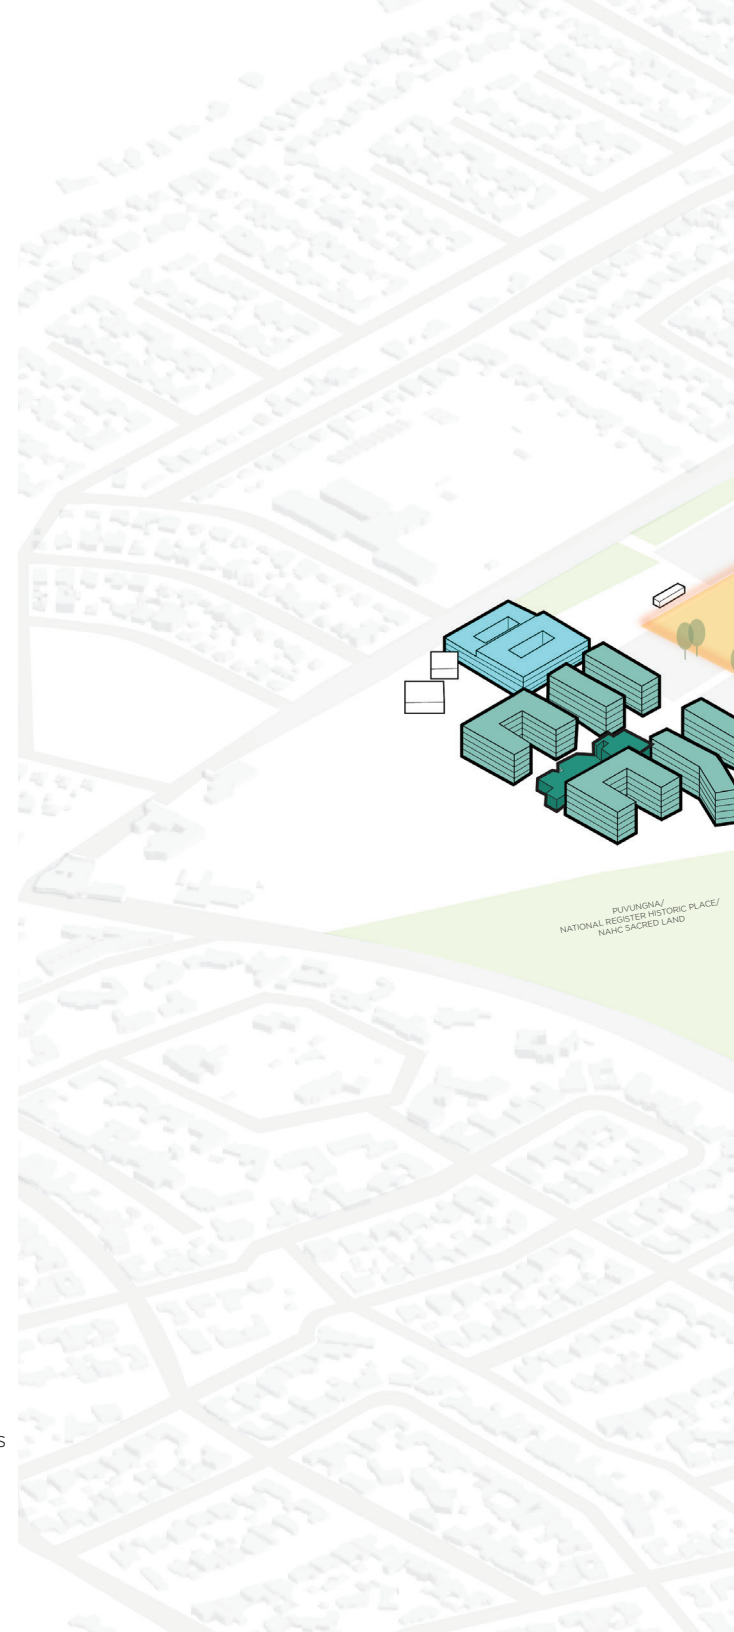 PUVUNGNA/
NATIONAL REGISTER HISTORIC PLACE/
NAHC SACRED LAND
S